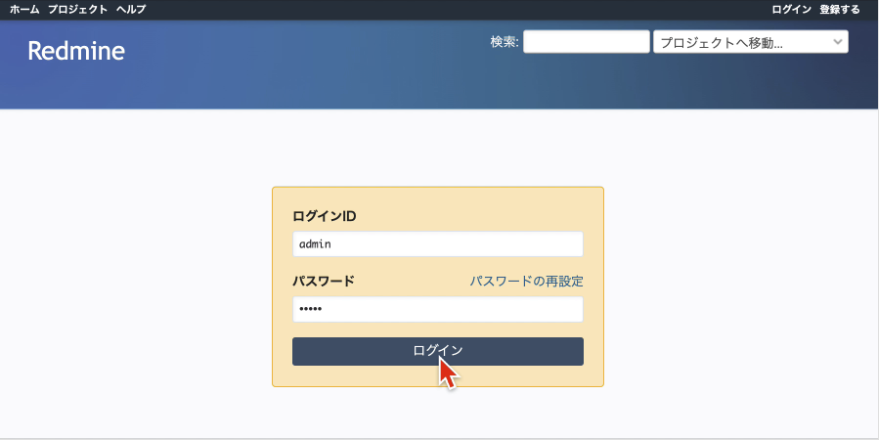 ホーム プロジェクト ヘルプ ログイン 登録する
Redmine 検索: プロジェクトへ移動...
ログインID
admin
パスワード パスワードの再設定
•••••
ログイン